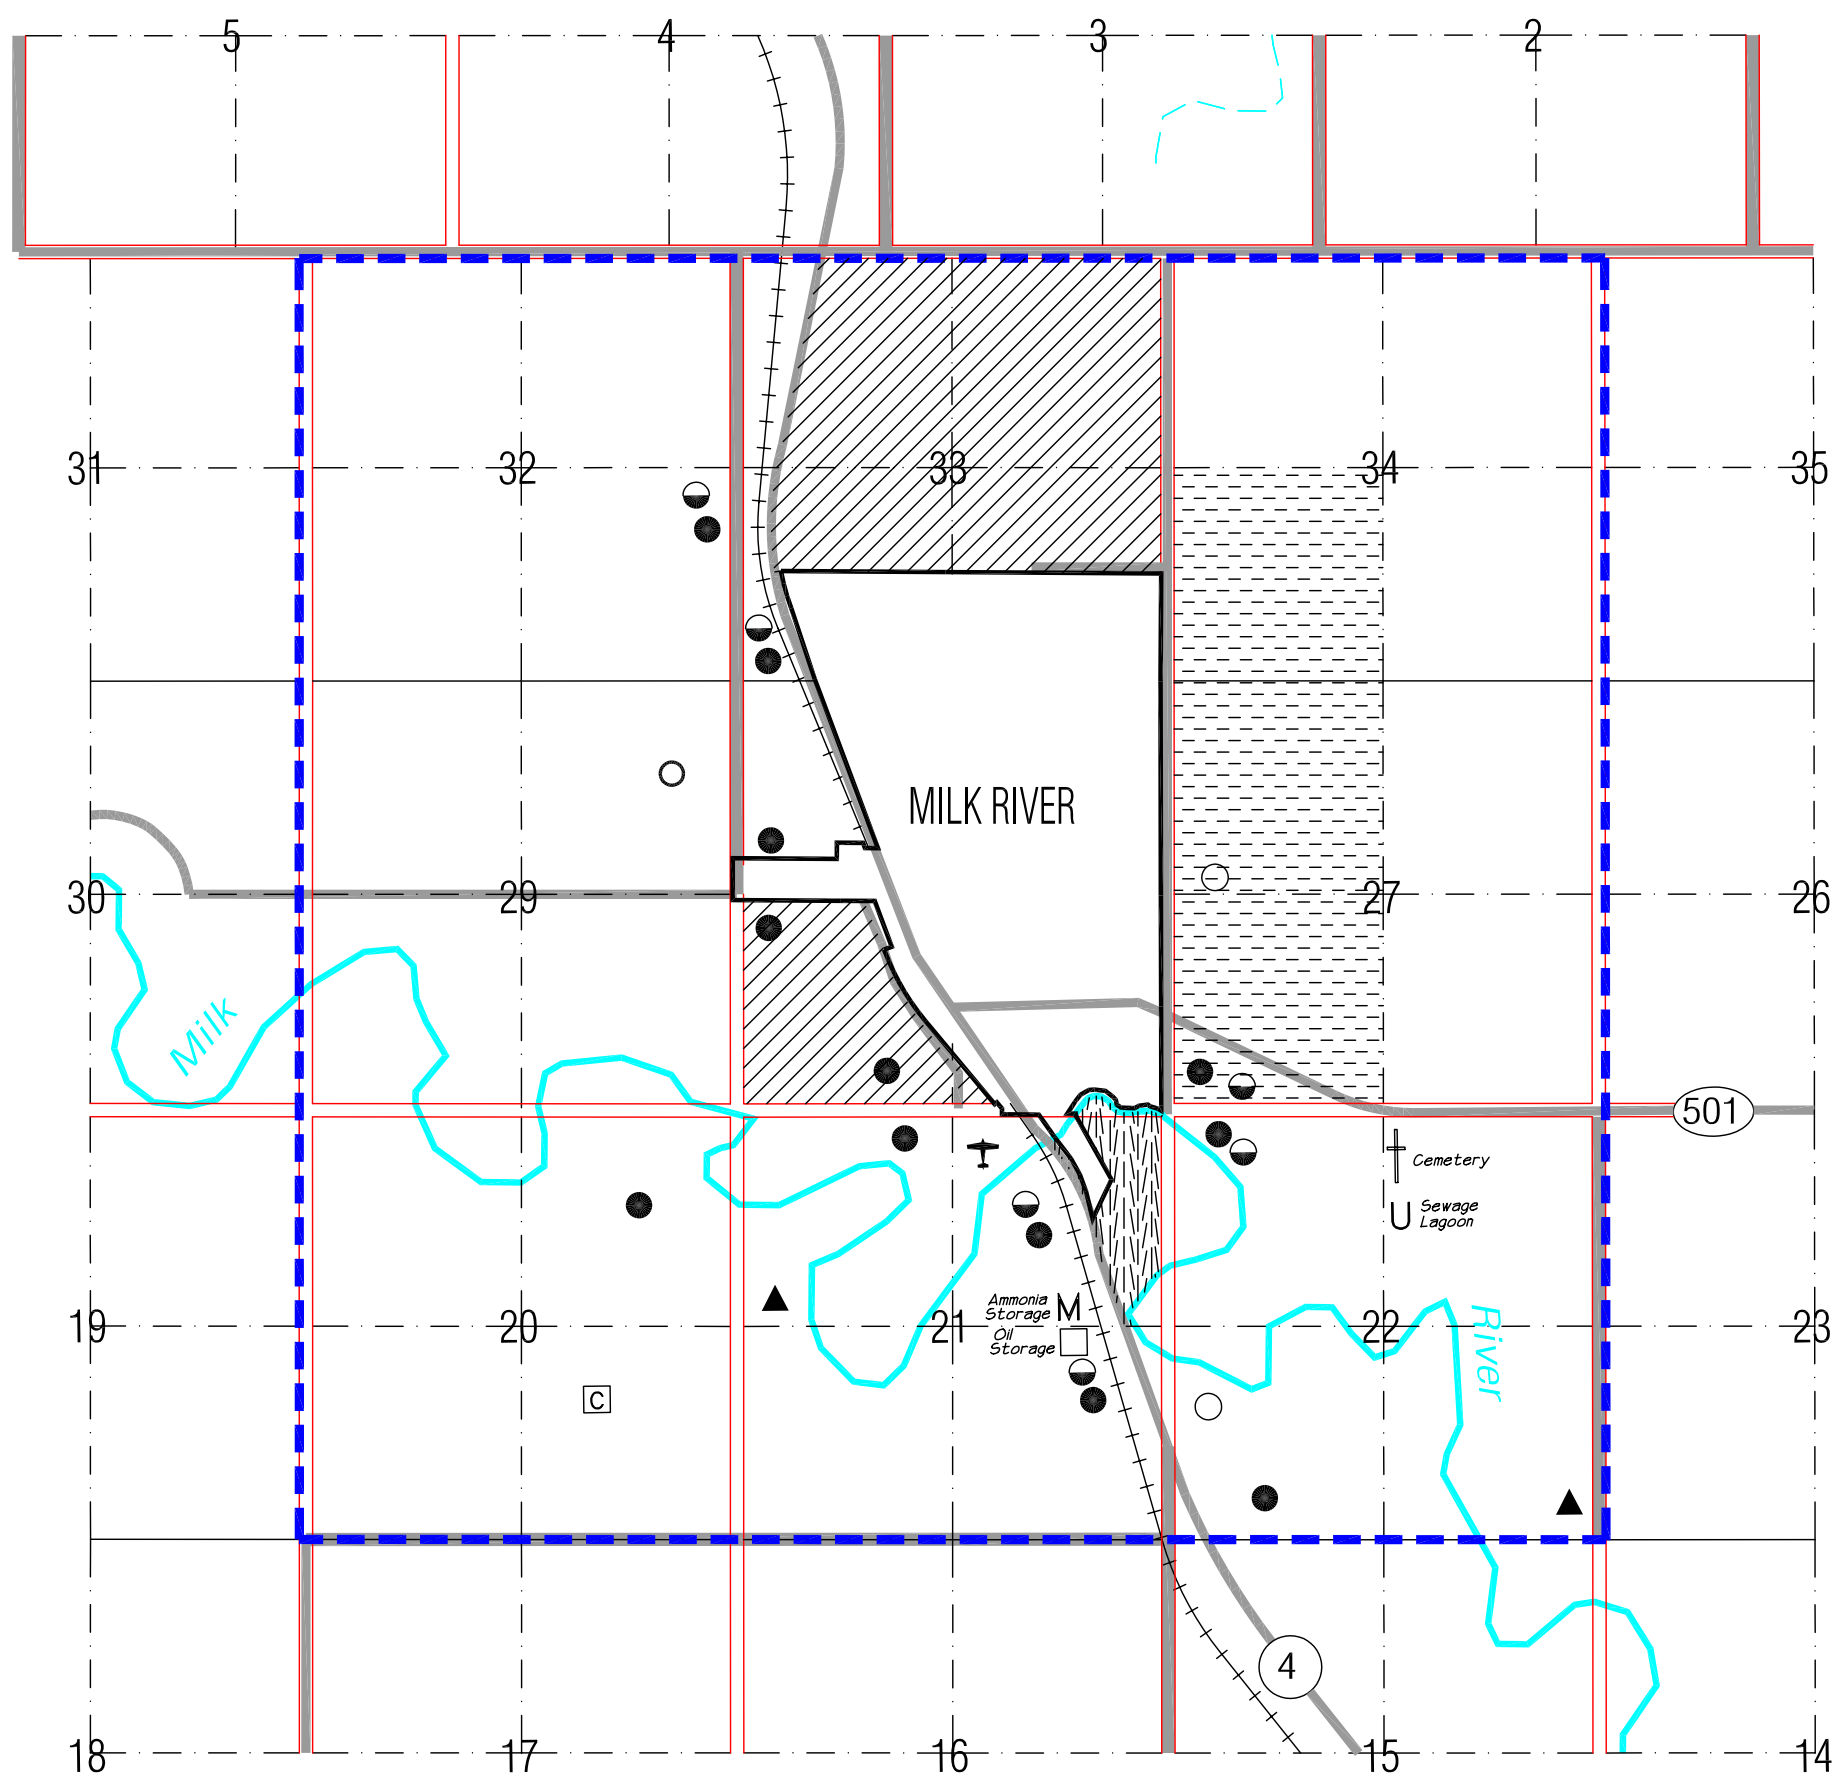 5 4 3 2
31 32 33 34 35
MILK RIVER
30 29 27 26
Milk
501
Cemetery
Sewage
Lagoon
Ammonia
Storage M
Oil
Storage
U
River
19 20 21 22 23
C
4
18 17 16 15 14